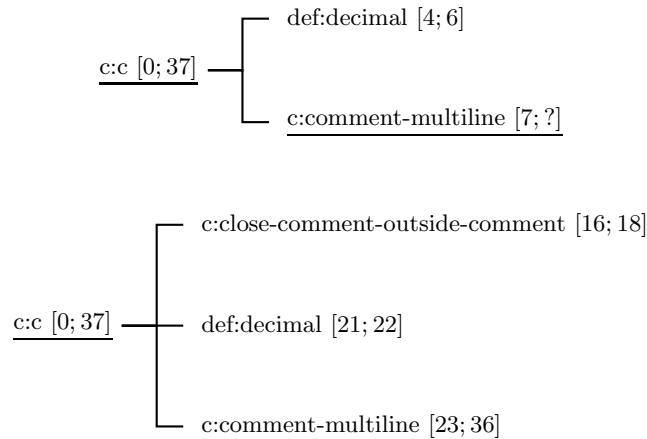 def:decimal [4; 6]
c:c [0; 37]
c:comment-multiline [7; ?]
c:close-comment-outside-comment [16; 18]
c:c [0; 37]
def:decimal [21; 22]
c:comment-multiline [23; 36]